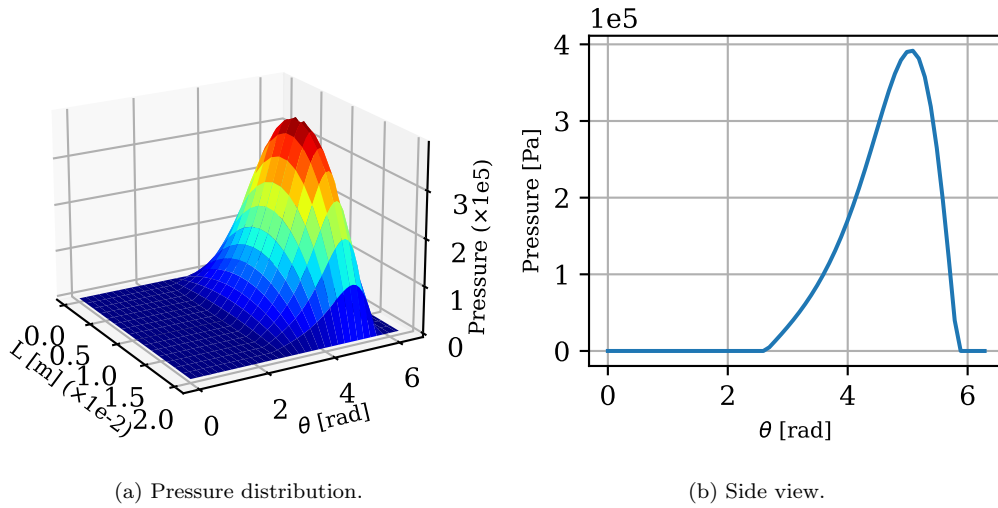 3
2
1
0
Pressure (×1e5)
0.0
0.5
1.0
1.5
2.0
L [m] (×1e-2)
0
2
4
6
θ [rad]
(a) Pressure distribution.
1e5
4
3
2
1
0
Pressure [Pa]
0 2 4 6
θ [rad]
(b) Side view.